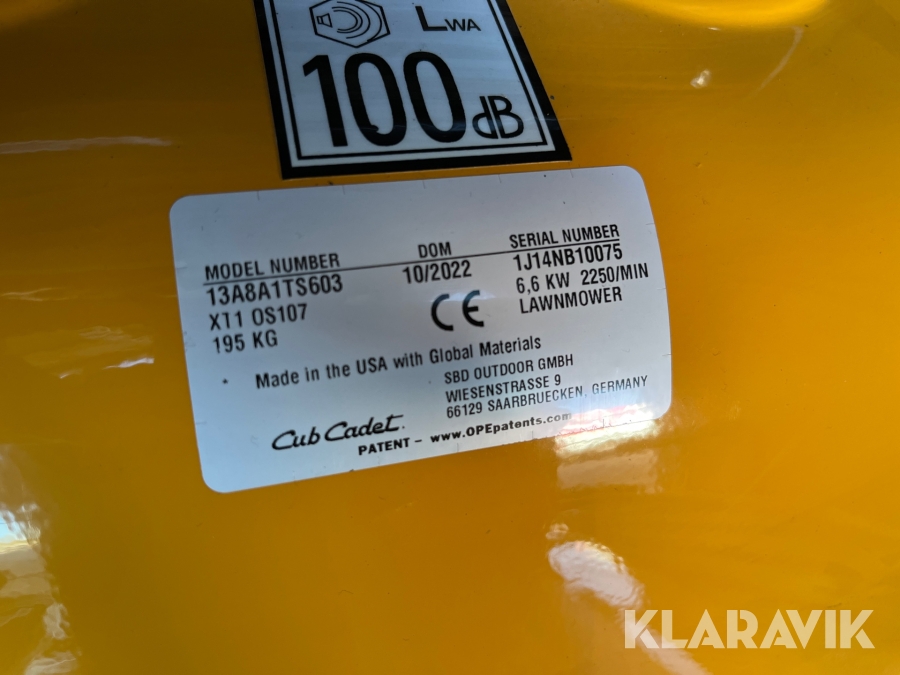 LWA
100 dB
MODEL NUMBER DOM SERIAL NUMBER
13A8A1TS603 10/2022 1J14NB10075
XT1 OS107 6,6 KW 2250/MIN
195 KG CE LAWNMOWER
* Made in the USA with Global Materials
SBD OUTDOOR GMBH
WIESENSTRASSE 9
66129 SAARBRUECKEN, GERMANY
Cub Cadet.
PATENT – www.OPEpatents.com
KLARAVIK